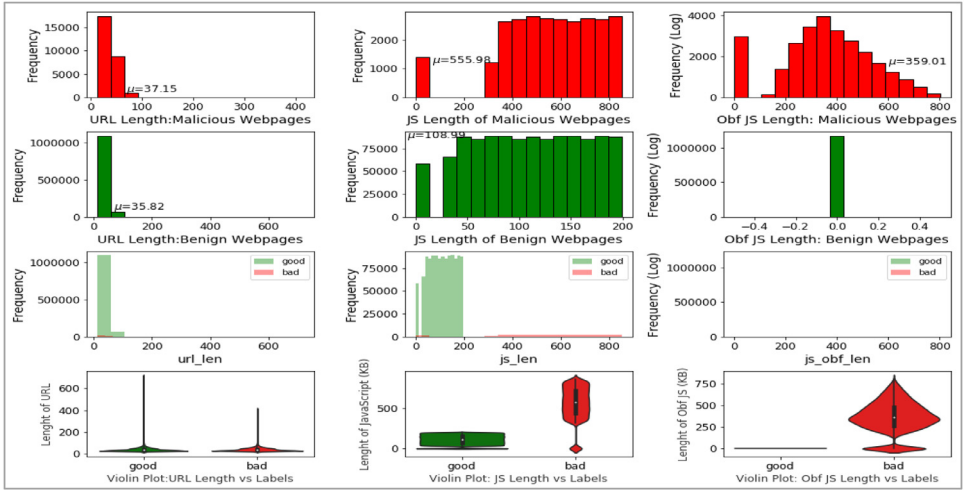 Frequency
15000
10000
5000
0
μ=37.15
0
100
200
300
400
URL Length:Malicious Webpages
Frequency
2000
1000
0
μ=555.98
0
200
400
600
800
JS Length of Malicious Webpages
Frequency (Log)
4000
2000
0
μ=359.01
0
200
400
600
800
Obf JS Length: Malicious Webpages
Frequency
1000000
500000
0
μ=35.82
0
200
400
600
URL Length:Benign Webpages
Frequency
75000
50000
25000
0
μ=108.99
0
50
100
150
200
JS Length of Benign Webpages
Frequency (Log)
1000000
500000
0
−0.4
−0.2
0.0
0.2
0.4
Obf JS Length: Benign Webpages
Frequency
1000000
500000
0
good
bad
0
200
400
600
url_len
Frequency
75000
50000
25000
0
good
bad
0
200
400
600
800
js_len
Frequency (Log)
1000000
500000
0
good
bad
0
200
400
600
800
js_obf_len
Lenght of URL
600
400
200
0
good
bad
Violin Plot:URL Length vs Labels
Lenght of JavaScript (KB)
500
0
good
bad
Violin Plot: JS Length vs Labels
Lenght of Obf JS (KB)
750
500
250
0
good
bad
Violin Plot: Obf JS Length vs Labels